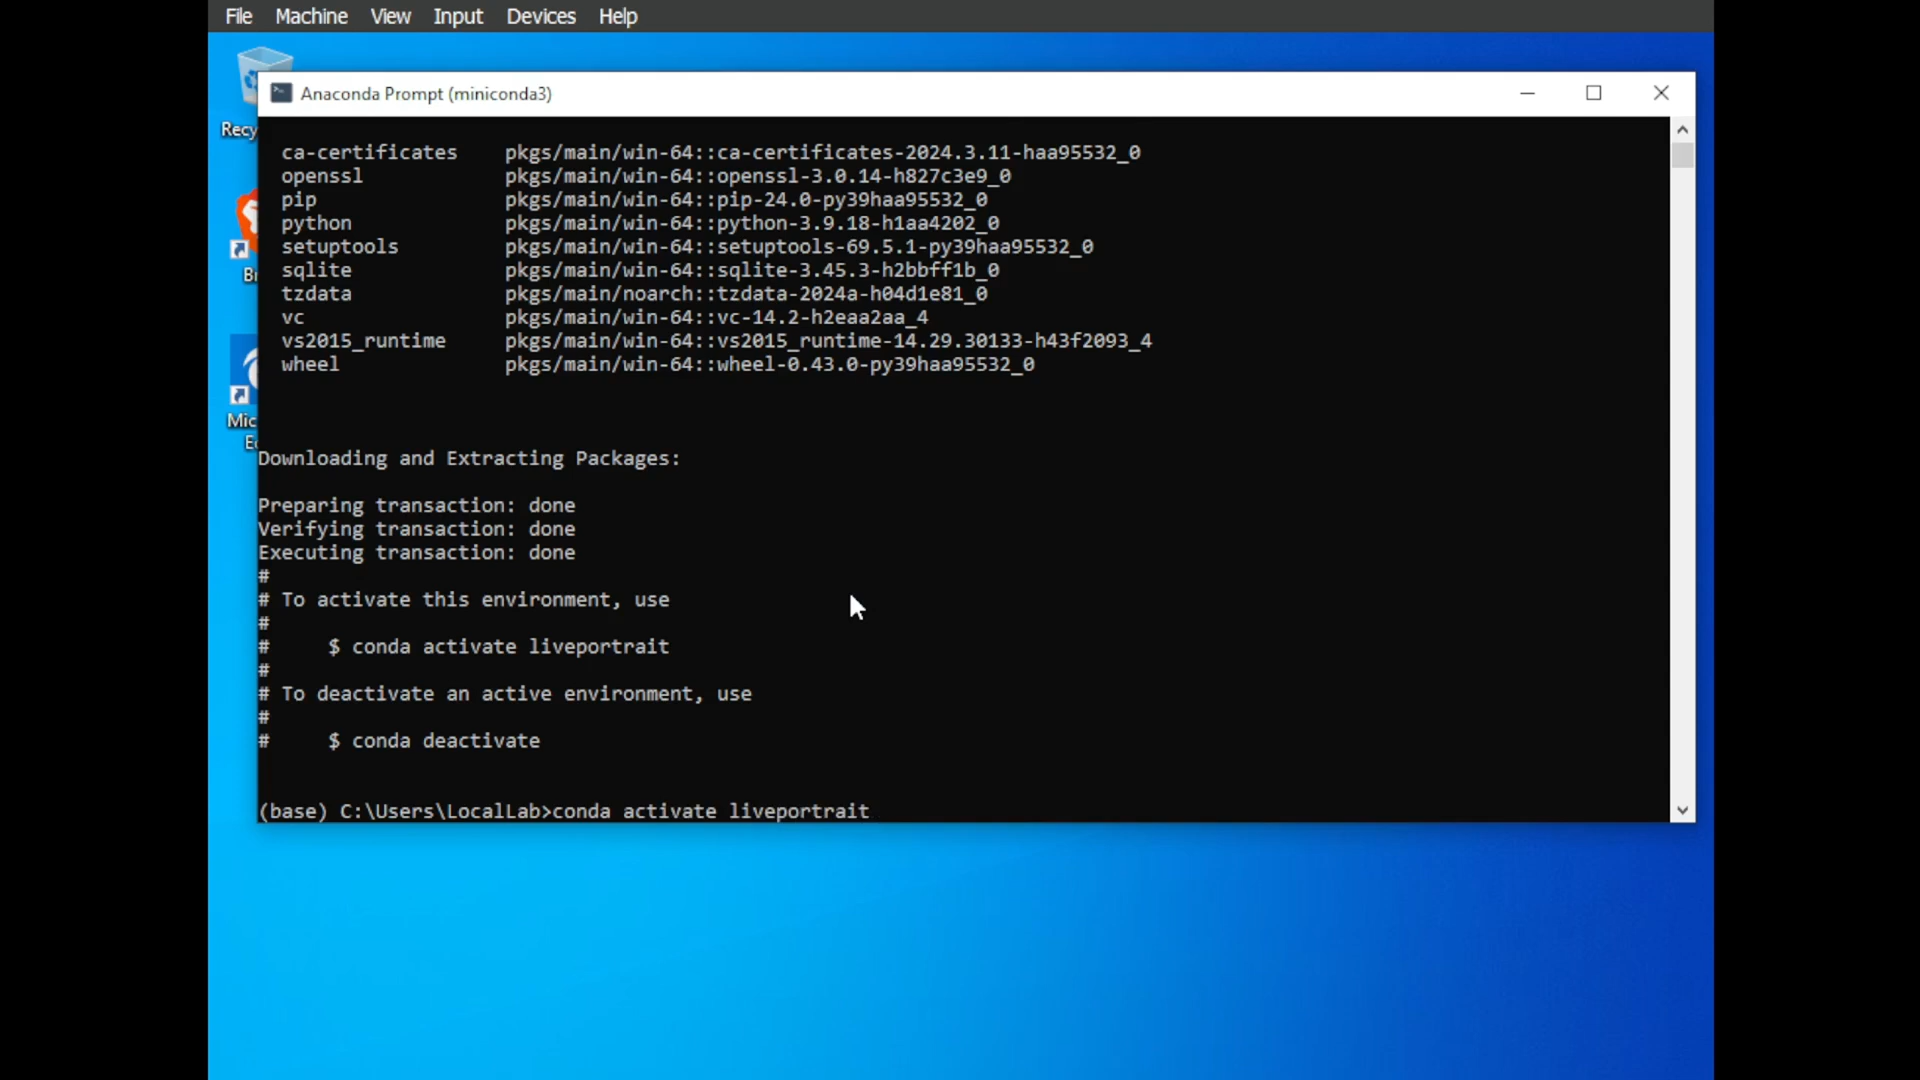 File Machine View Input Devices Help
Anaconda Prompt (miniconda3)
Recy
ca-certificates pkgs/main/win-64::ca-certificates-2024.3.11-haa95532_0
openssl pkgs/main/win-64::openssl-3.0.14-h827c3e9_0
pip pkgs/main/win-64::pip-24.0-py39haa95532_0
python pkgs/main/win-64::python-3.9.18-h1aa4202_0
setuptools pkgs/main/win-64::setuptools-69.5.1-py39haa95532_0
sqlite pkgs/main/win-64::sqlite-3.45.3-h2bbff1b_0
tzdata pkgs/main/noarch::tzdata-2024a-h04d1e81_0
vc pkgs/main/win-64::vc-14.2-h2eaa2aa_4
vs2015_runtime pkgs/main/win-64::vs2015_runtime-14.29.30133-h43f2093_4
wheel pkgs/main/win-64::wheel-0.43.0-py39haa95532_0
Br
Mic
Ed
Downloading and Extracting Packages:
Preparing transaction: done
Verifying transaction: done
Executing transaction: done
#
# To activate this environment, use
#
# $ conda activate liveportrait
#
# To deactivate an active environment, use
#
# $ conda deactivate
(base) C:\Users\LocalLab>conda activate liveportrait